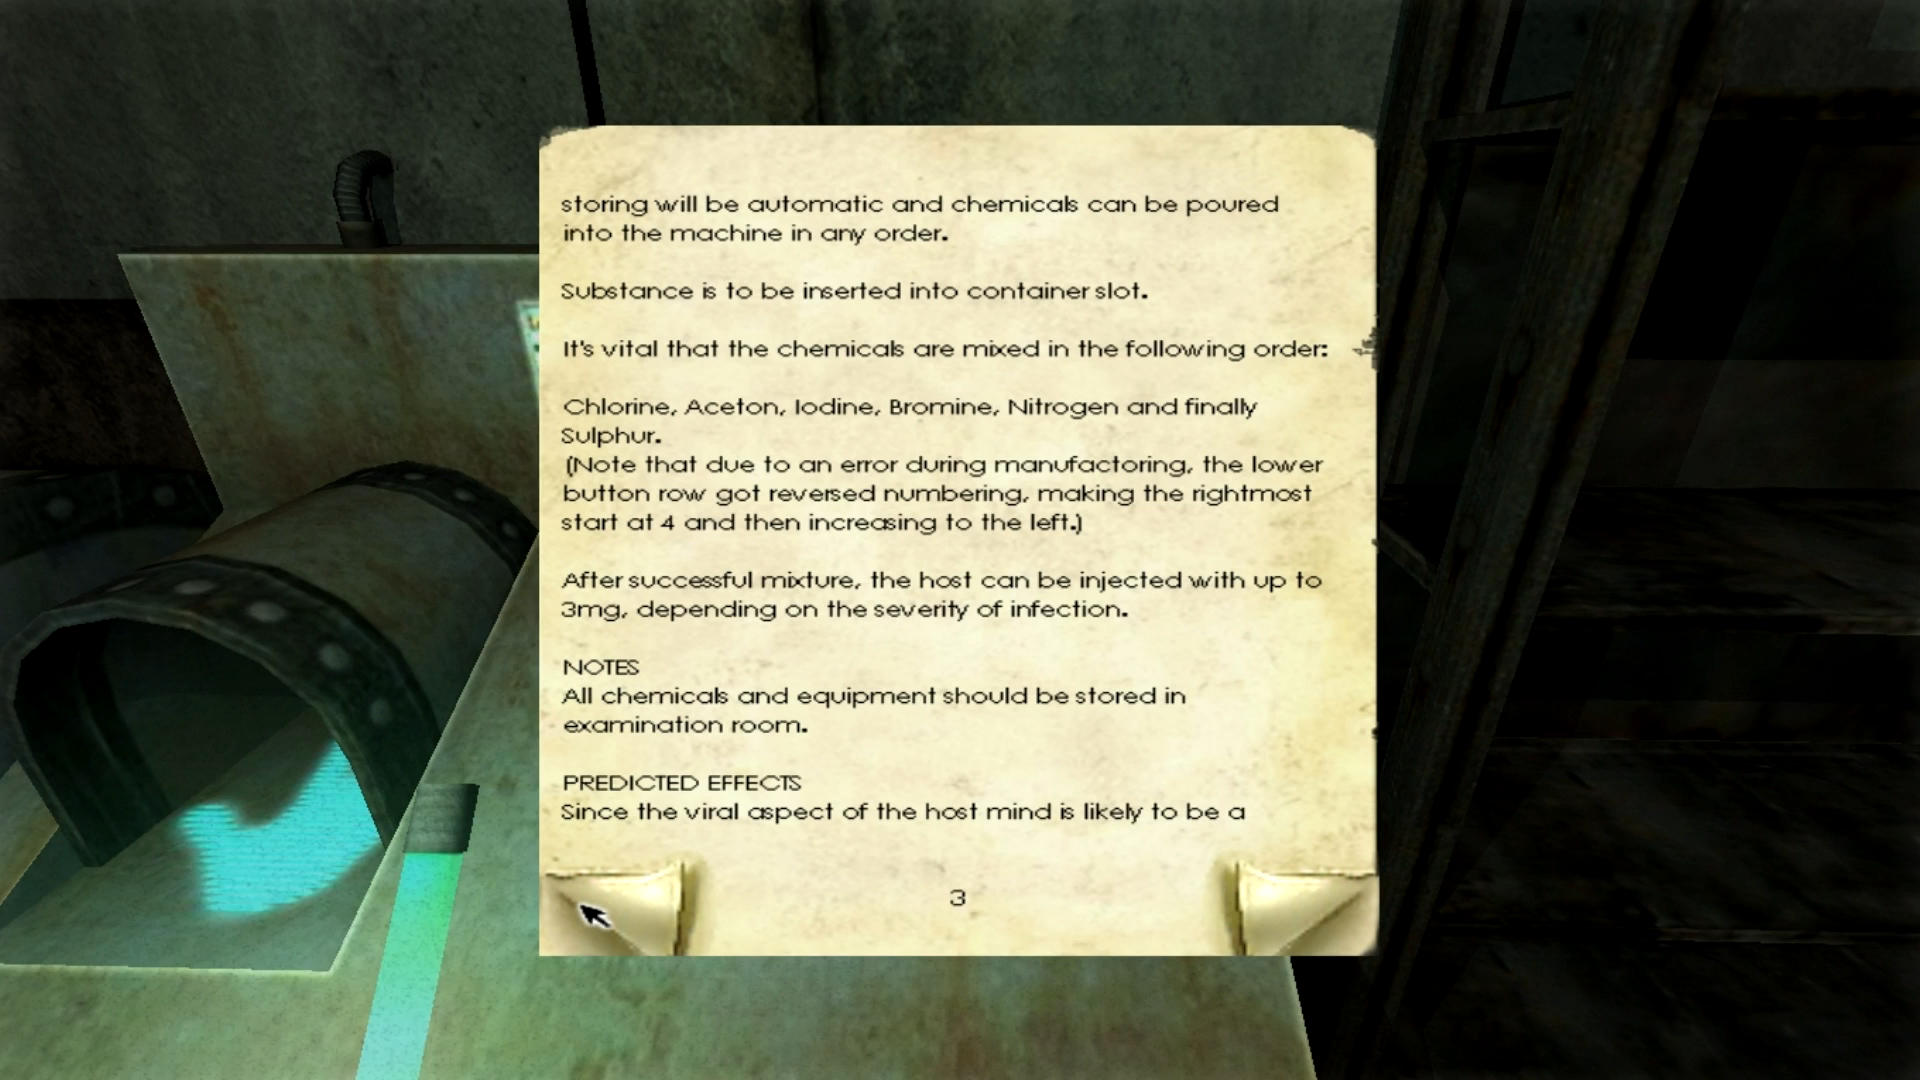 storing will be automatic and chemicals can be poured
into the machine in any order.
Substance is to be inserted into container slot.
It's vital that the chemicals are mixed in the following order:
Chlorine, Aceton, Iodine, Bromine, Nitrogen and finally
Sulphur.
(Note that due to an error during manufactoring, the lower
button row got reversed numbering, making the rightmost
start at 4 and then increasing to the left.)
After successful mixture, the host can be injected with up to
3mg, depending on the severity of infection.
NOTES
All chemicals and equipment should be stored in
examination room.
PREDICTED EFFECTS
Since the viral aspect of the host mind is likely to be a
3